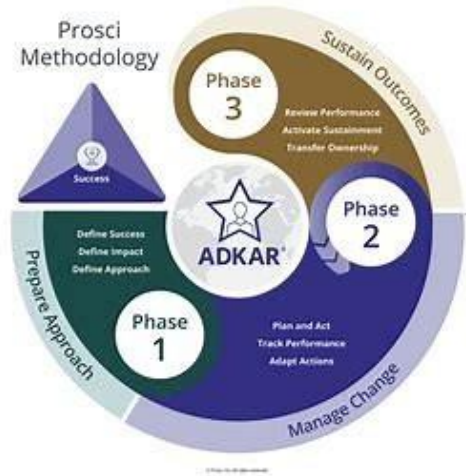 Prosci
Methodology
Success
Phase
1
Prepare Approach
Define Success
Define Impact
Define Approach
ADKAR®
Phase
2
Manage Change
Plan and Act
Track Performance
Adapt Actions
Phase
3
Sustain Outcomes
Review Performance
Activate Sustainment
Transfer Ownership